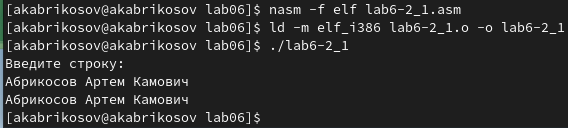 [akabrikosov@akabrikosov lab06]$ nasm -f elf lab6-2_1.asm
[akabrikosov@akabrikosov lab06]$ ld -m elf_i386 lab6-2_1.o -o lab6-2_1
[akabrikosov@akabrikosov lab06]$ ./lab6-2_1
Введите строку:
Абрикосов Артем Камович
Абрикосов Артем Камович
[akabrikosov@akabrikosov lab06]$